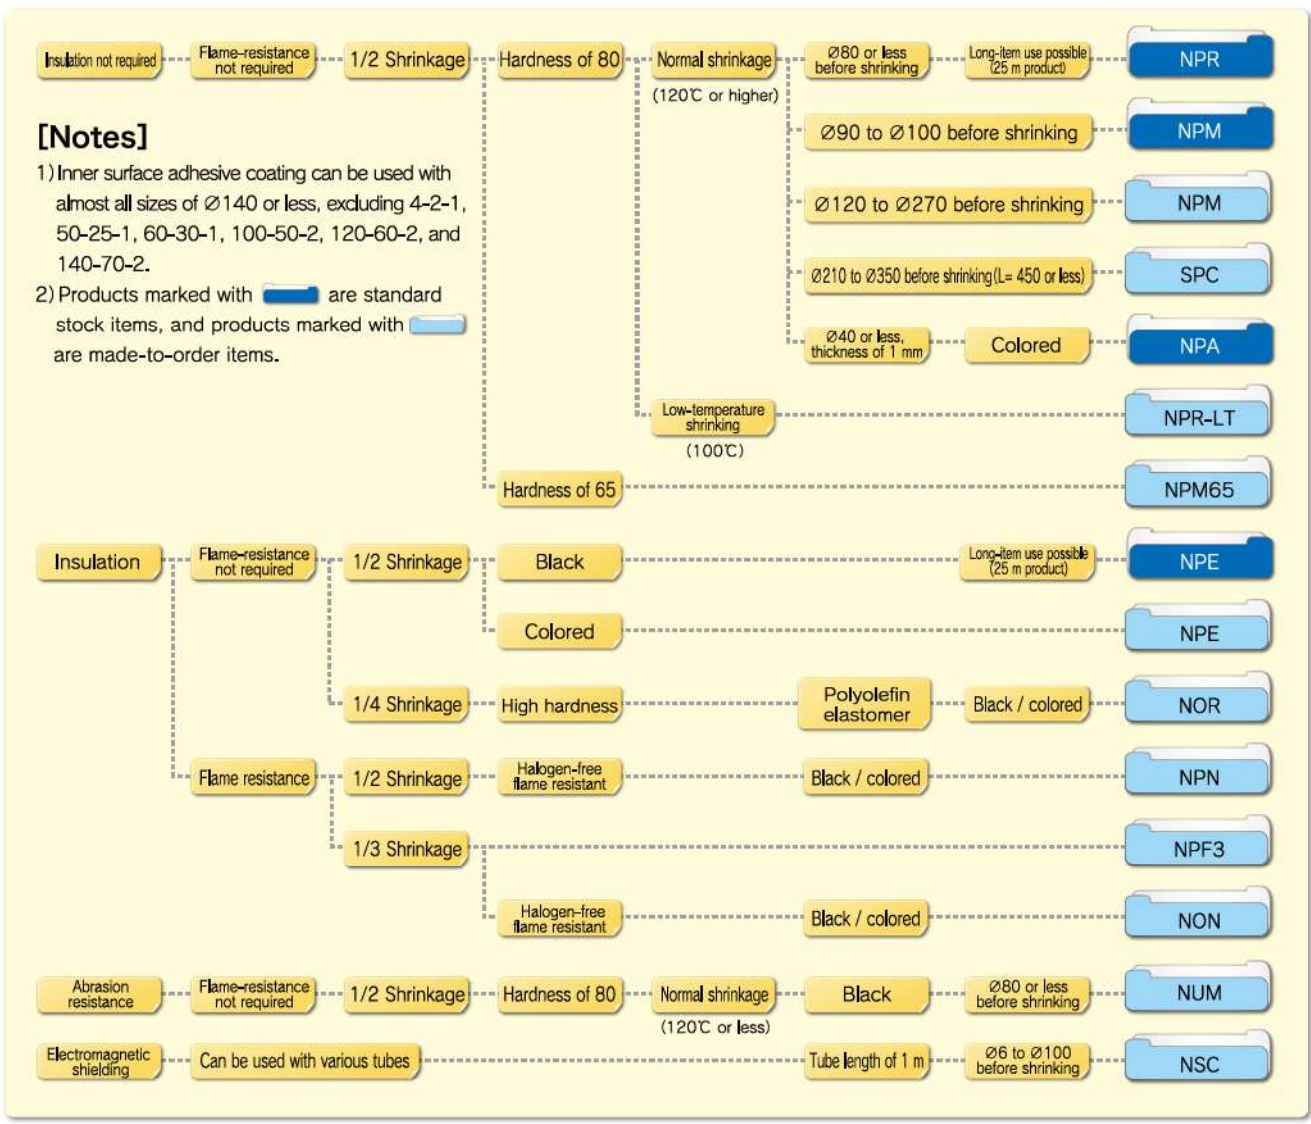 Insulation not required
Flame-resistance
not required
1/2 Shrinkage
Hardness of 80
Normal shrinkage
(120℃ or higher)
Ø80 or less
before shrinking
Long-item use possible
(25 m product)
NPR
Ø90 to Ø100 before shrinking
NPM
Ø120 to Ø270 before shrinking
NPM
Ø210 to Ø350 before shrinking(L= 450 or less)
SPC
Ø40 or less,
thickness of 1 mm
Colored
NPA
Low-temperature
shrinking
(100℃)
NPR-LT
Hardness of 65
NPM65
[Notes]
1) Inner surface adhesive coating can be used with
almost all sizes of Ø140 or less, excluding 4-2-1,
50-25-1, 60-30-1, 100-50-2, 120-60-2, and
140-70-2.
2) Products marked with are standard
stock items, and products marked with
are made-to-order items.
Insulation
Flame-resistance
not required
1/2 Shrinkage
Black
Long-item use possible
(25 m product)
NPE
Colored
NPE
1/4 Shrinkage
High hardness
Polyolefin
elastomer
Black / colored
NOR
Flame resistance
1/2 Shrinkage
Halogen-free
flame resistant
Black / colored
NPN
1/3 Shrinkage
NPF3
Halogen-free
flame resistant
Black / colored
NON
Abrasion
resistance
Flame-resistance
not required
1/2 Shrinkage
Hardness of 80
Normal shrinkage
(120℃ or less)
Black
Ø80 or less
before shrinking
NUM
Electromagnetic
shielding
Can be used with various tubes
Tube length of 1 m
Ø6 to Ø100
before shrinking
NSC